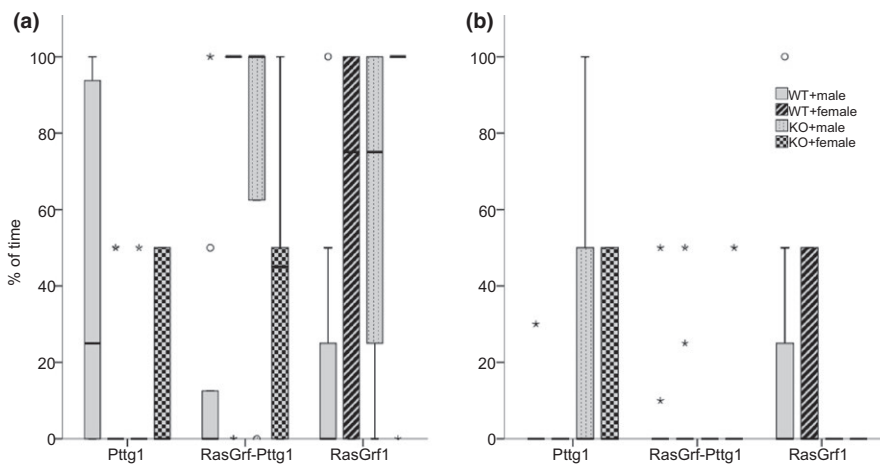 (a)
(b)
% of time
100
80
60
40
20
0
Pttg1
RasGrf-Pttg1
RasGrf1
100
80
60
40
20
0
Pttg1
RasGrf-Pttg1
RasGrf1
WT+male
WT+female
KO+male
KO+female